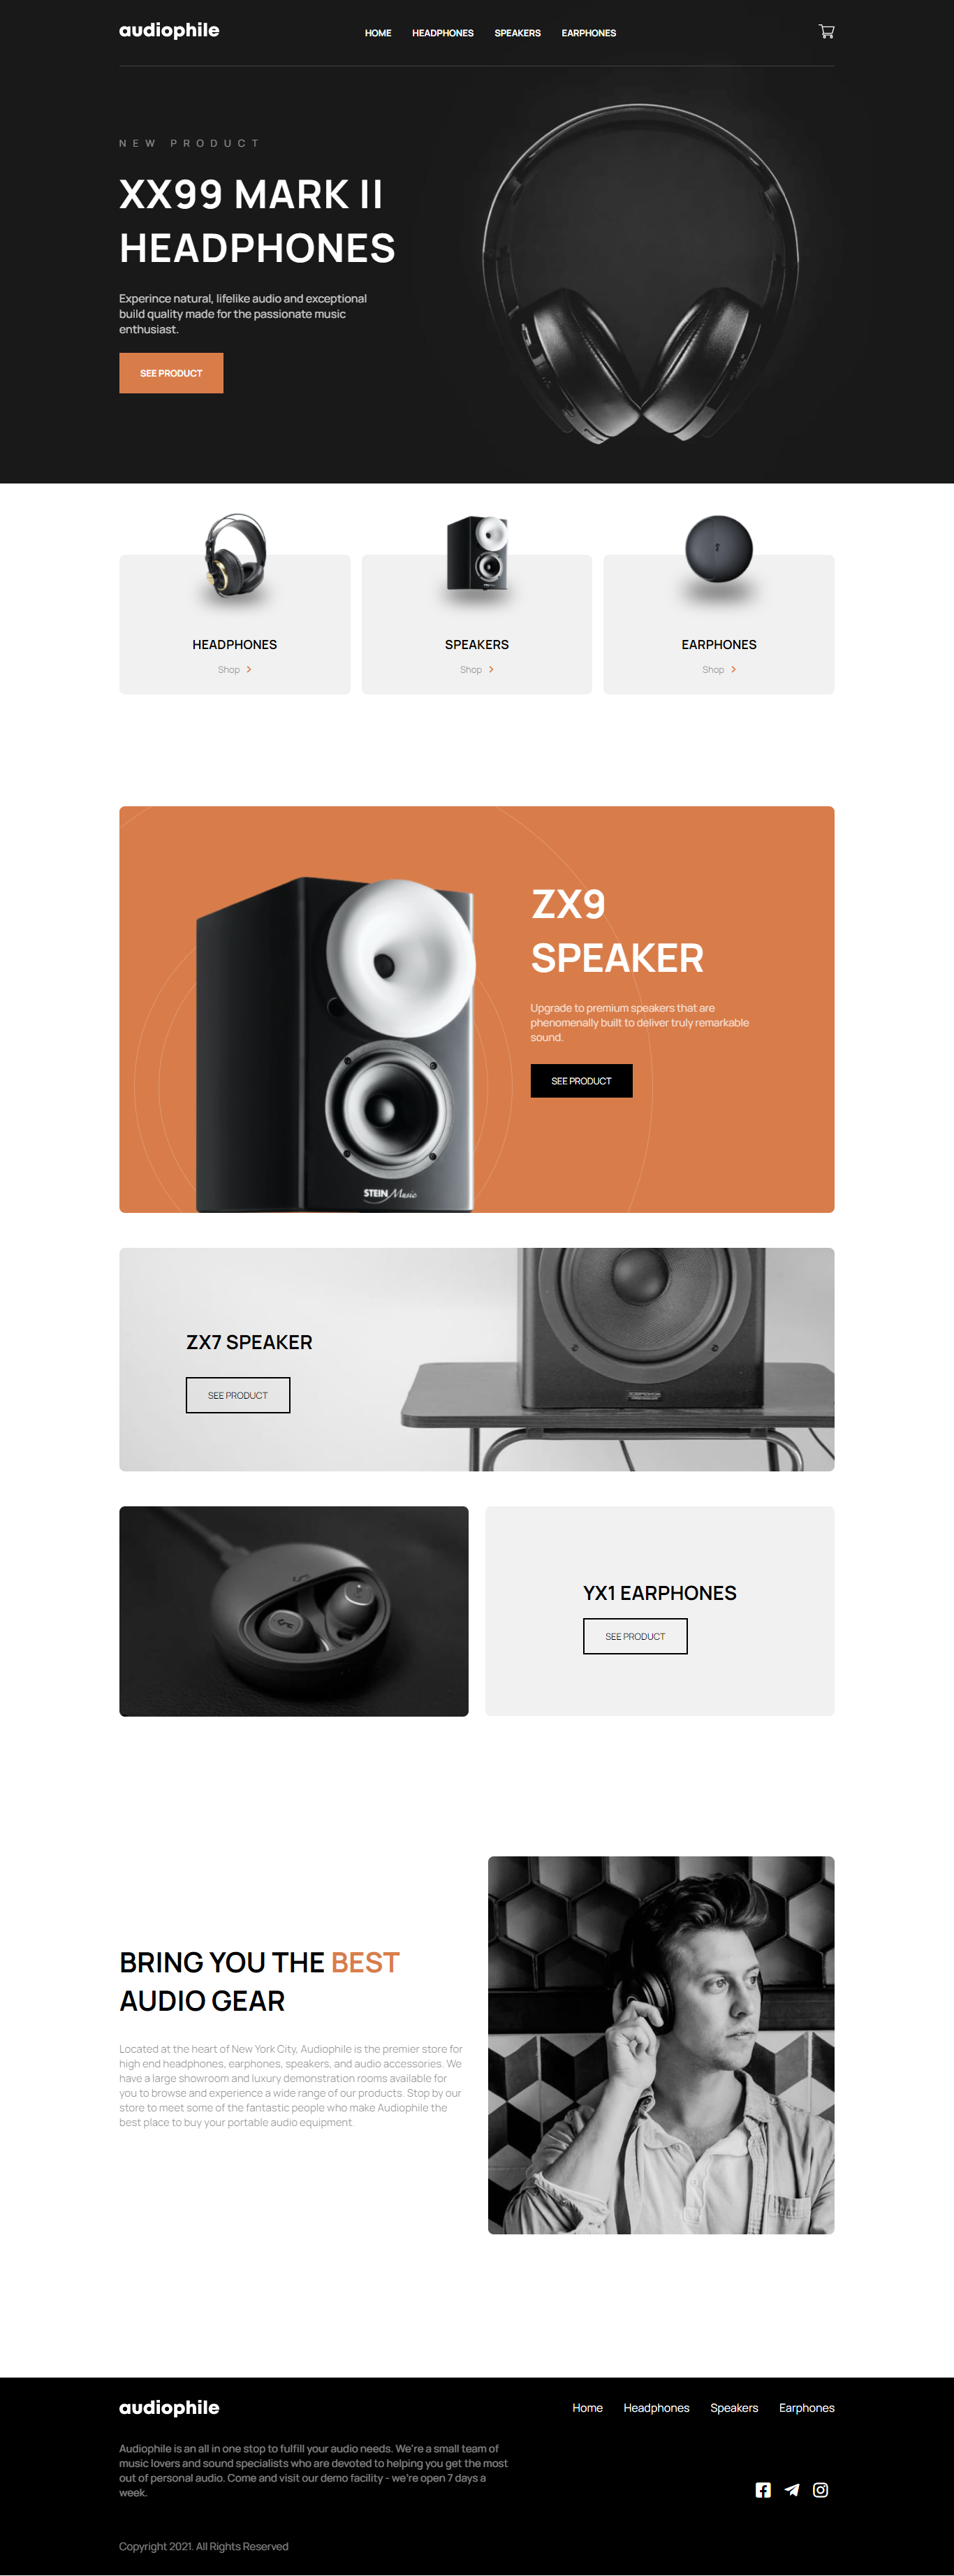 audiophile
HOME HEADPHONES SPEAKERS EARPHONES
NEW PRODUCT
XX99 MARK II
HEADPHONES
Experince natural, lifelike audio and exceptional
build quality made for the passionate music
enthusiast.
SEE PRODUCT
HEADPHONES
Shop
SPEAKERS
Shop
EARPHONES
Shop
ZX9
SPEAKER
Upgrade to premium speakers that are
phenomenally built to deliver truly remarkable
sound.
SEE PRODUCT
STEIN Music
ZX7 SPEAKER
SEE PRODUCT
YX1 EARPHONES
SEE PRODUCT
BRING YOU THE BEST
AUDIO GEAR
Located at the heart of New York City, Audiophile is the premier store for
high end headphones, earphones, speakers, and audio accessories. We
have a large showroom and luxury demonstration rooms available for
you to browse and experience a wide range of our products. Stop by our
store to meet some of the fantastic people who make Audiophile the
best place to buy your portable audio equipment.
audiophile
Home Headphones Speakers Earphones
Audiophile is an all in one stop to fulfill your audio needs. We're a small team of
music lovers and sound specialists who are devoted to helping you get the most
out of personal audio. Come and visit our demo facility - we're open 7 days a
week.
Copyright 2021. All Rights Reserved